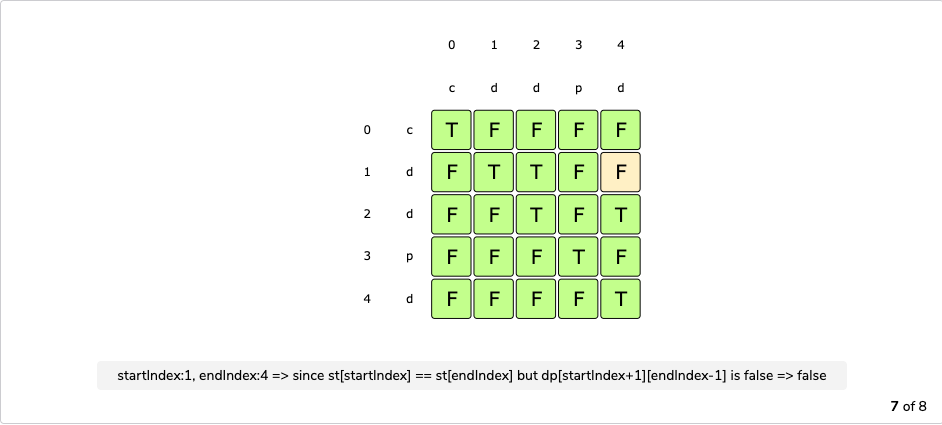 0 1 2 3 4
c d d p d
0 c T F F F F
1 d F T T F F
2 d F F T F T
3 p F F F T F
4 d F F F F T
startIndex:1, endIndex:4 => since st[startIndex] == st[endIndex] but dp[startIndex+1][endIndex-1] is false => false
7 of 8